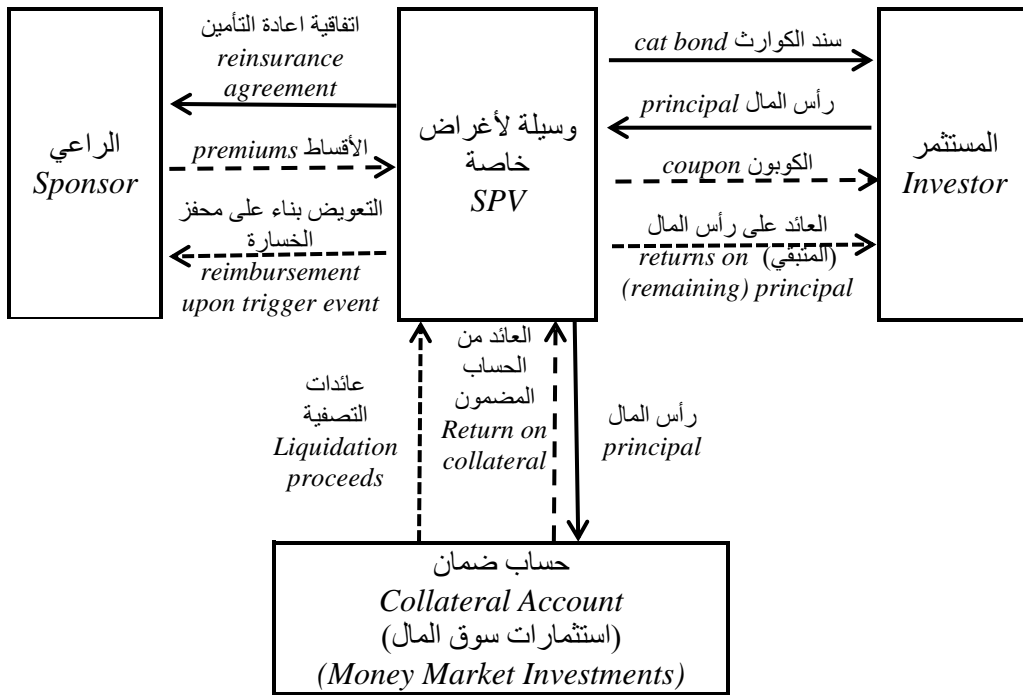 الراعي
Sponsor
اتفاقية اعادة التأمين
reinsurance
agreement
الأقساط premiums
التعويض بناء على محفز
الخسارة
reimbursement
upon trigger event
وسيلة لأغراض
خاصة
SPV
سند الكوارث cat bond
رأس المال principal
الكوبون coupon
العائد على رأس المال
(المتبقي) returns on
(remaining) principal
المستثمر
Investor
عائدات
التصفية
Liquidation
proceeds
العائد من
الحساب
المضمون
Return on
collateral
رأس المال
principal
حساب ضمان
Collateral Account
(استثمارات سوق المال)
(Money Market Investments)